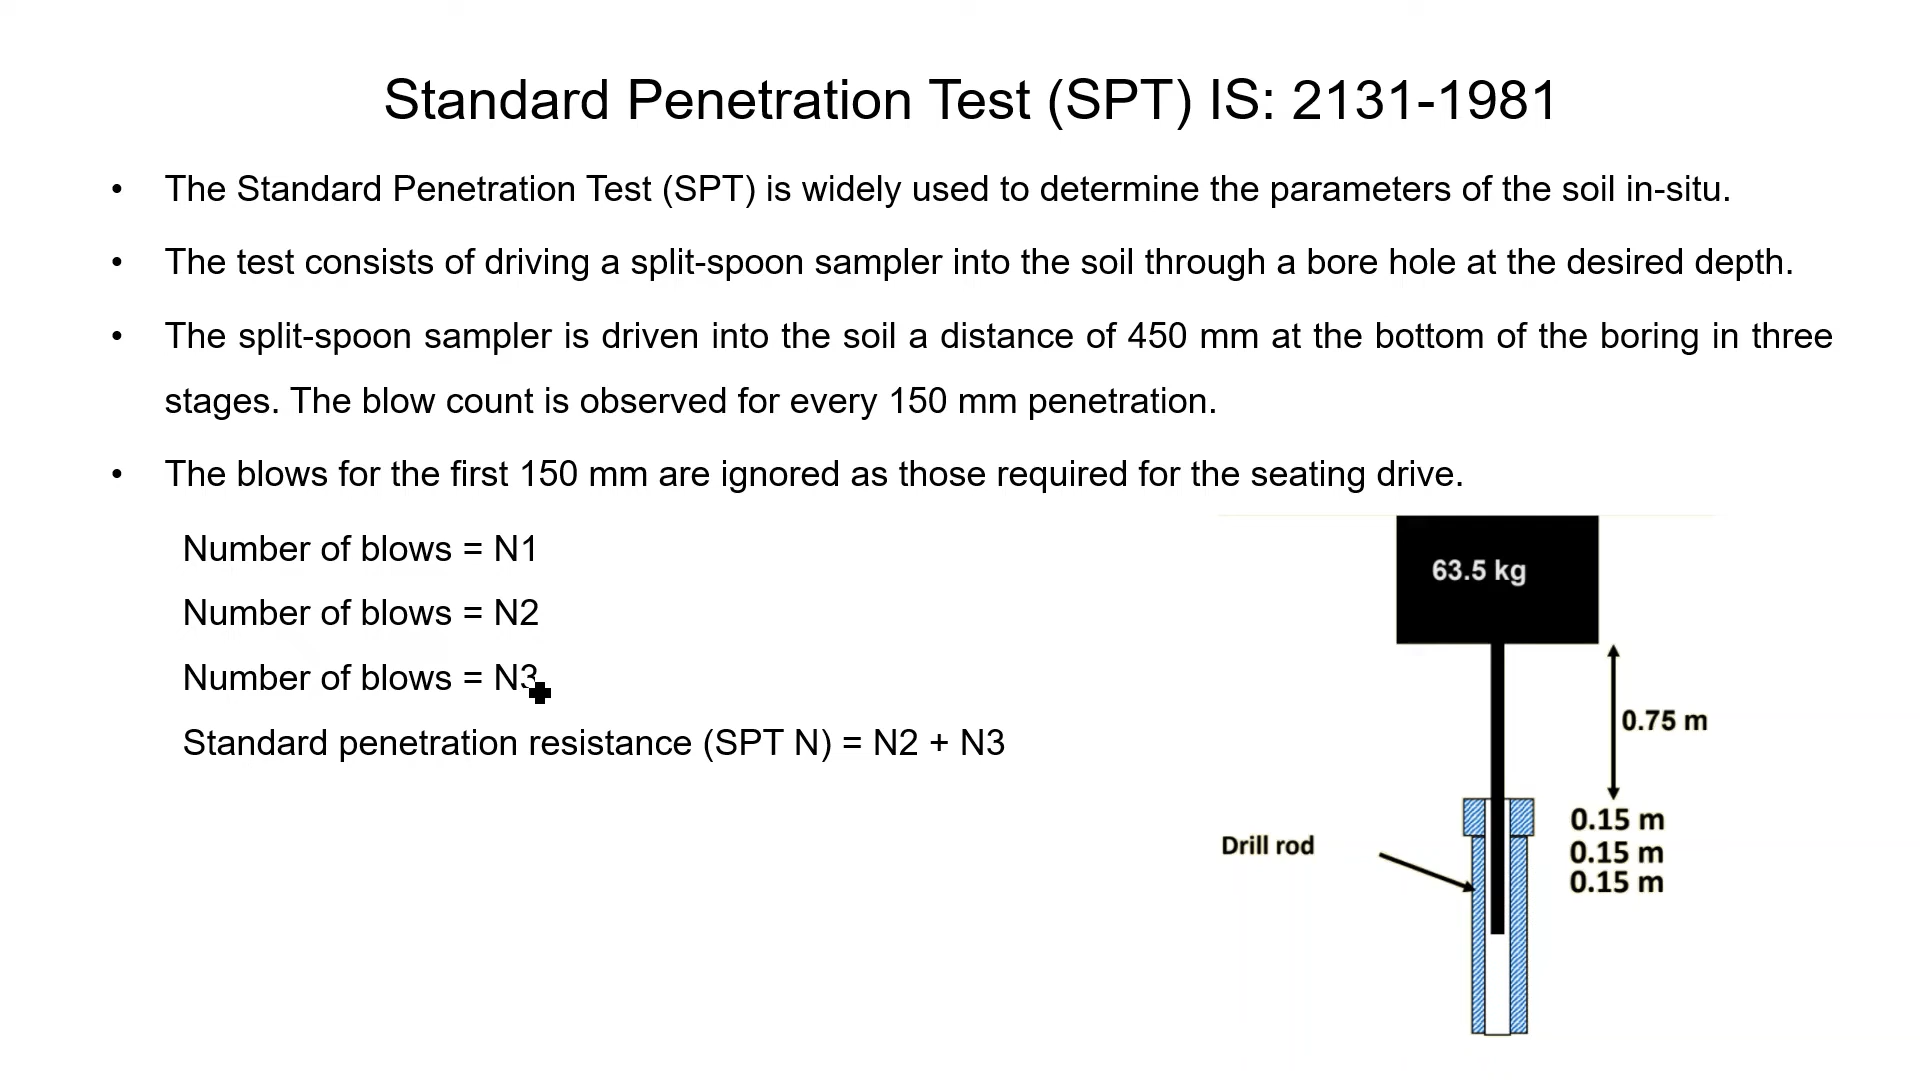 Standard Penetration Test (SPT) IS: 2131-1981
• The Standard Penetration Test (SPT) is widely used to determine the parameters of the soil in-situ.
• The test consists of driving a split-spoon sampler into the soil through a bore hole at the desired depth.
• The split-spoon sampler is driven into the soil a distance of 450 mm at the bottom of the boring in three
stages. The blow count is observed for every 150 mm penetration.
• The blows for the first 150 mm are ignored as those required for the seating drive.
Number of blows = N1
Number of blows = N2
Number of blows = N3
Standard penetration resistance (SPT N) = N2 + N3
63.5 kg
0.75 m
0.15 m
0.15 m
0.15 m
Drill rod